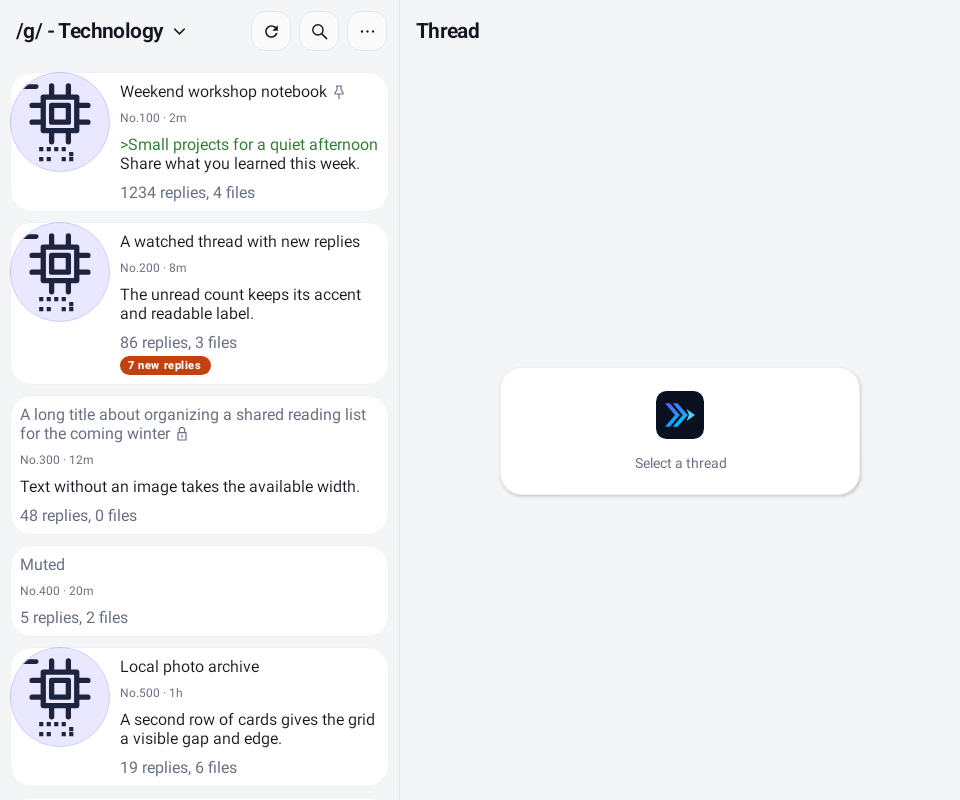 /g/ - Technology
Thread
Weekend workshop notebook
No.100 · 2m
>Small projects for a quiet afternoon
Share what you learned this week.
1234 replies, 4 files
A watched thread with new replies
No.200 · 8m
The unread count keeps its accent
and readable label.
86 replies, 3 files
7 new replies
A long title about organizing a shared reading list
for the coming winter
No.300 · 12m
Text without an image takes the available width.
48 replies, 0 files
Muted
No.400 · 20m
5 replies, 2 files
Local photo archive
No.500 · 1h
A second row of cards gives the grid
a visible gap and edge.
19 replies, 6 files
Select a thread